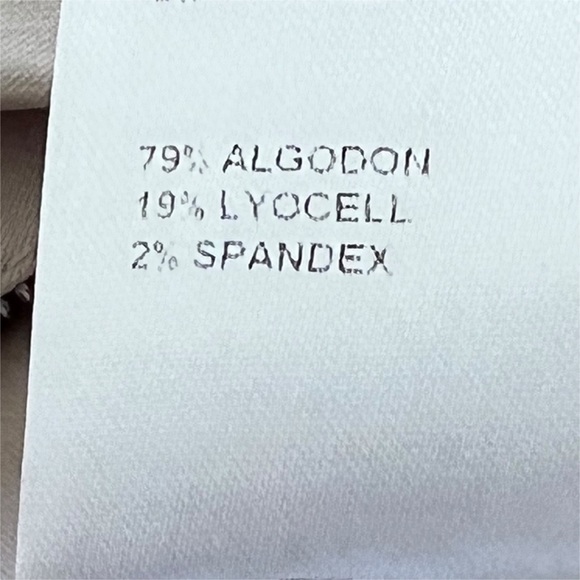 79% ALGODON
19% LYOCELL
2% SPANDEX